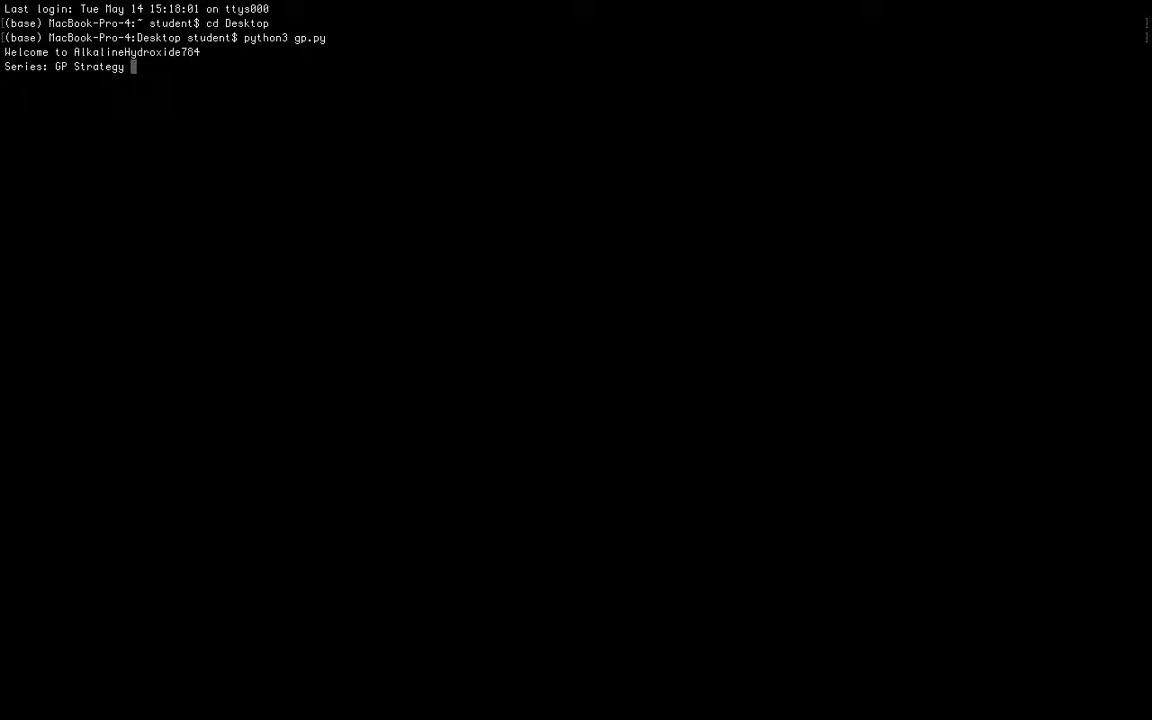 Last login: Tue May 14 15:18:01 on ttys000
[(base) MacBook-Pro-4:~ student$ cd Desktop ]
[(base) MacBook-Pro-4:Desktop student$ python3 gp.py ]
Welcome to AlkalineHydroxide784
Series: GP Strategy